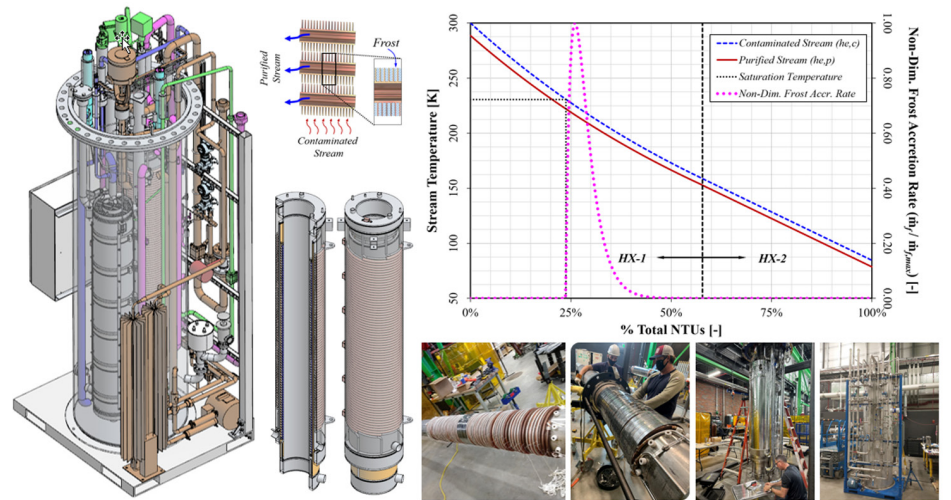 Purified
Stream
Frost
Contaminated
Stream
Stream Temperature [K]
300
250
200
150
100
50
0%
25%
50%
75%
100%
% Total NTUs [-]
1.00
0.80
0.60
0.40
0.20
0.00
Non-Dim. Frost Accretion Rate (ṁf/ ṁf,max) [-]
Contaminated Stream (he,c)
Purified Stream (he,p)
Saturation Temperature
Non-Dim. Frost Accr. Rate
HX-1
HX-2